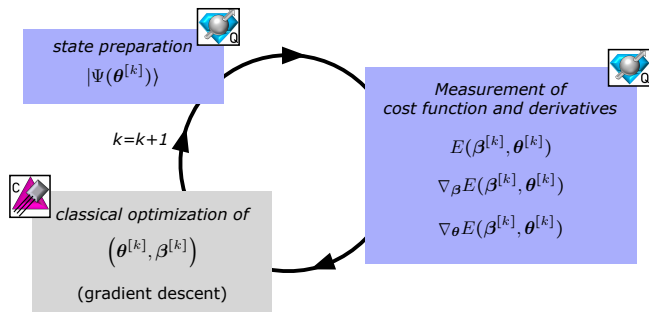 state preparation
|Ψ(θ^[k])⟩
Q
Measurement of
cost function and derivatives
E(β^[k], θ^[k])
∇_β E(β^[k], θ^[k])
∇_θ E(β^[k], θ^[k])
Q
k=k+1
C
classical optimization of
(θ^[k], β^[k])
(gradient descent)